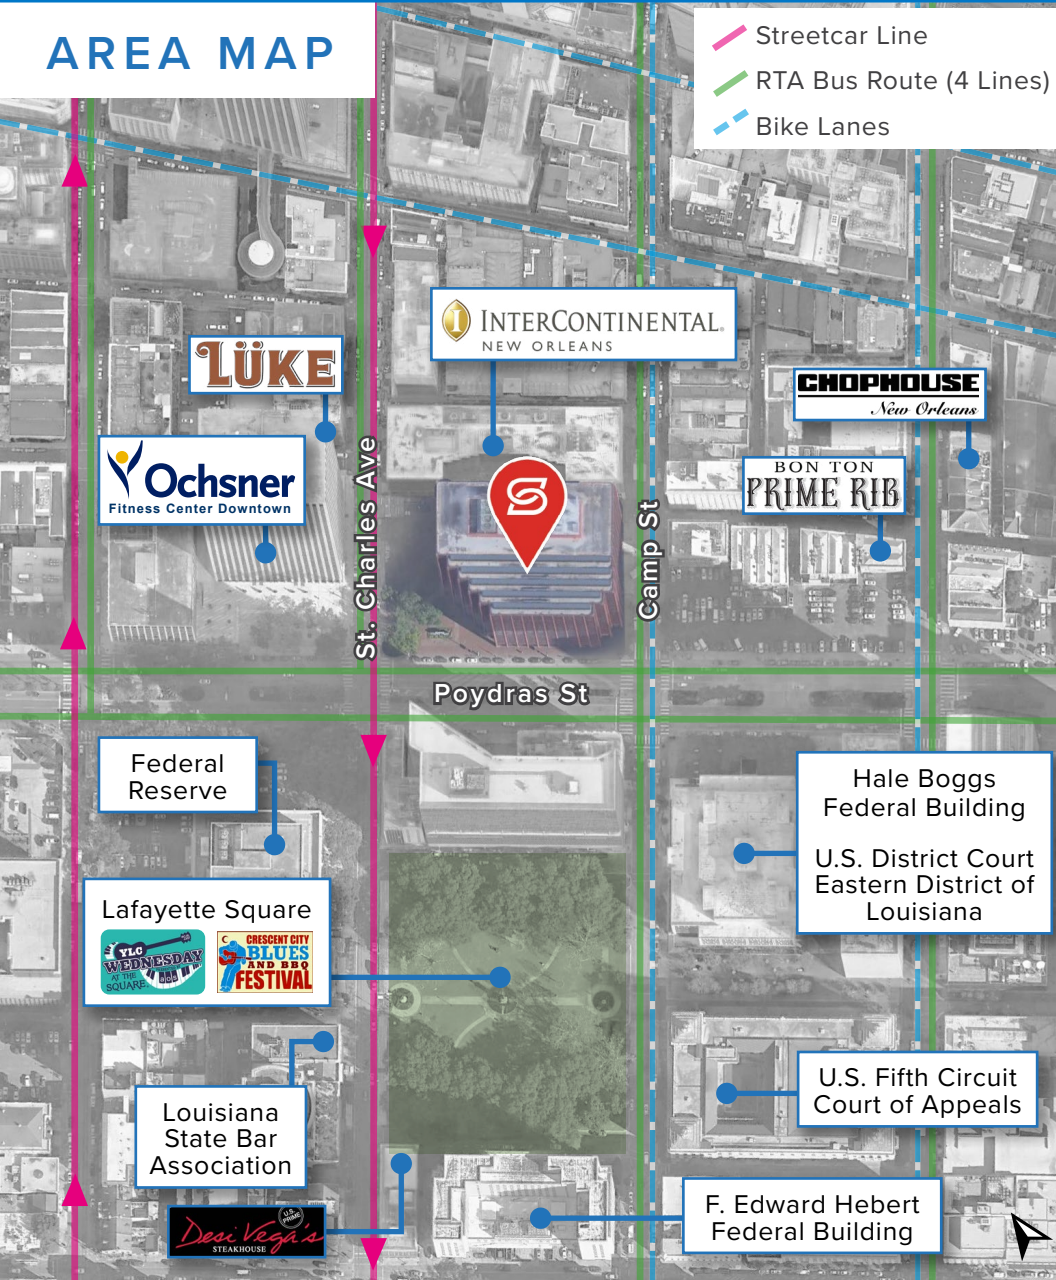 AREA MAP
Streetcar Line
RTA Bus Route (4 Lines)
Bike Lanes
INTERCONTINENTAL®
NEW ORLEANS
LÜKE
CHOPHOUSE
New Orleans
Ochsner
Fitness Center Downtown
BON TON
PRIME RIB
St. Charles Ave
Camp St
Poydras St
Federal
Reserve
Hale Boggs
Federal Building
U.S. District Court
Eastern District of
Louisiana
Lafayette Square
YLC
WEDNESDAY
AT THE
SQUARE
CRESCENT CITY
BLUES
AND BBQ
FESTIVAL
U.S. Fifth Circuit
Court of Appeals
Louisiana
State Bar
Association
F. Edward Hebert
Federal Building
U.S.
PRIME
Desi Vega's
STEAKHOUSE